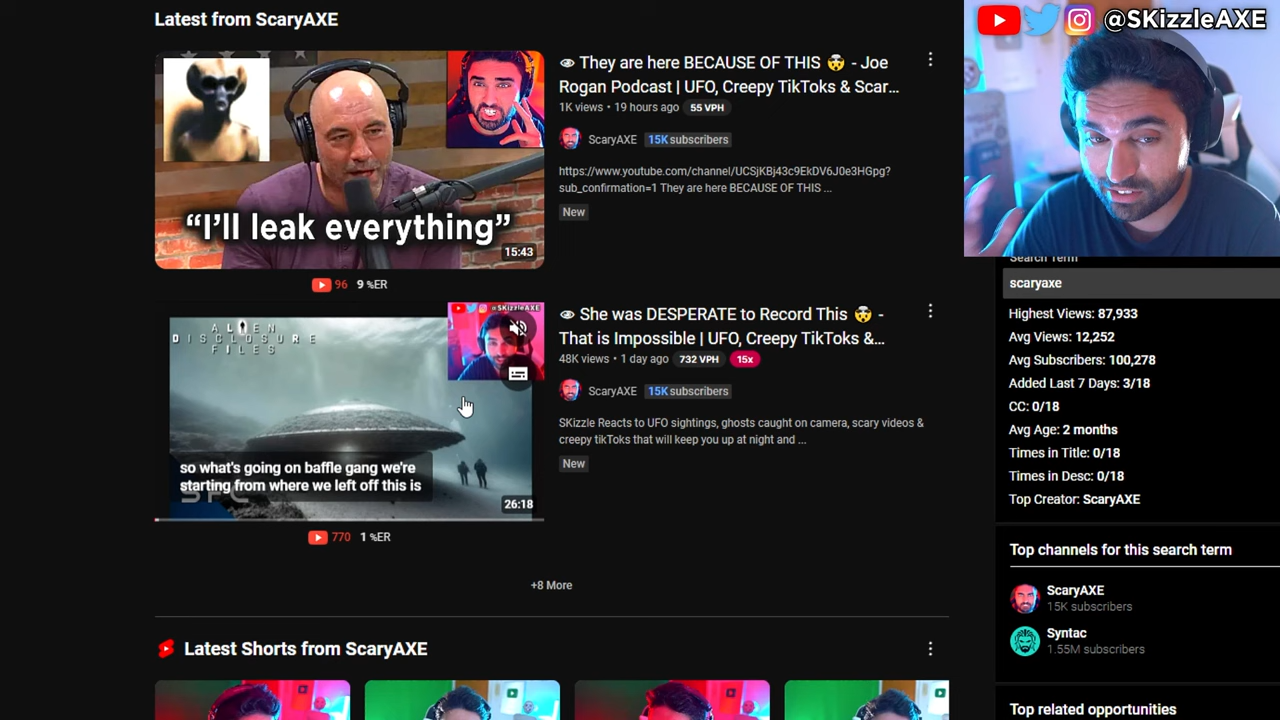 Latest from ScaryAXE
@SKizzleAXE
"I'll leak everything"
15:43
👁 They are here BECAUSE OF THIS 🤯 - Joe
Rogan Podcast | UFO, Creepy TikToks & Scar...
1K views • 19 hours ago 55 VPH
ScaryAXE 15K subscribers
https://www.youtube.com/channel/UCSjKBj43c9EkDV6J0e3HGpg?
sub_confirmation=1 They are here BECAUSE OF THIS ...
New
96 9 %ER
@SKizzleAXE
ALIEN
DISCLOSURE
FILES
so what's going on baffle gang we're
starting from where we left off this is
26:18
👁 She was DESPERATE to Record This 🤯 -
That is Impossible | UFO, Creepy TikToks &...
48K views • 1 day ago 732 VPH 15x
ScaryAXE 15K subscribers
SKizzle Reacts to UFO sightings, ghosts caught on camera, scary videos &
creepy tikToks that will keep you up at night and ...
New
770 1 %ER
+8 More
Latest Shorts from ScaryAXE
Search Term
scaryaxe
Highest Views: 87,933
Avg Views: 12,252
Avg Subscribers: 100,278
Added Last 7 Days: 3/18
CC: 0/18
Avg Age: 2 months
Times in Title: 0/18
Times in Desc: 0/18
Top Creator: ScaryAXE
Top channels for this search term
ScaryAXE
15K subscribers
Syntac
1.55M subscribers
Top related opportunities